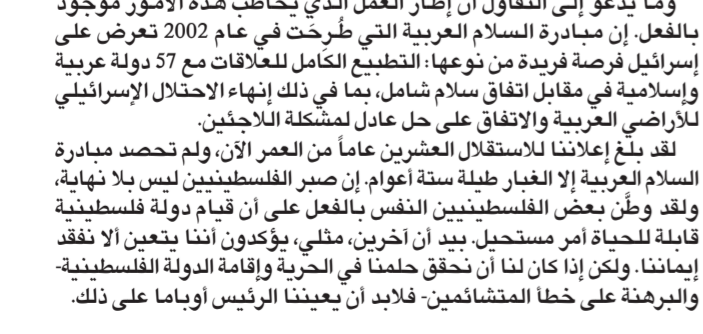 وما يدعو إلى التفاؤل أن إطار العمل الذي يخاطب هذه الأمور موجود
بالفعل. إن مبادرة السلام العربية التي طُرِحَت في عام 2002 تعرض على
إسرائيل فرصة فريدة من نوعها: التطبيع الكامل للعلاقات مع 57 دولة عربية
وإسلامية في مقابل اتفاق سلام شامل، بما في ذلك إنهاء الاحتلال الإسرائيلي
للأراضي العربية والاتفاق على حل عادل لمشكلة اللاجئين.
لقد بلغ إعلاننا للاستقلال العشرين عاماً من العمر الآن، ولم تحصد مبادرة
السلام العربية إلا الغبار طيلة ستة أعوام. إن صبر الفلسطينيين ليس بلا نهاية،
ولقد وطَّن بعض الفلسطينيين النفس بالفعل على أن قيام دولة فلسطينية
قابلة للحياة أمر مستحيل. بيد أن آخرين، مثلي، يؤكدون أننا يتعين ألا نفقد
إيماننا. ولكن إذا كان لنا أن نحقق حلمنا في الحرية وإقامة الدولة الفلسطينية-
والبرهنة على خطأ المتشائمين- فلابد أن يعيننا الرئيس أوباما على ذلك.